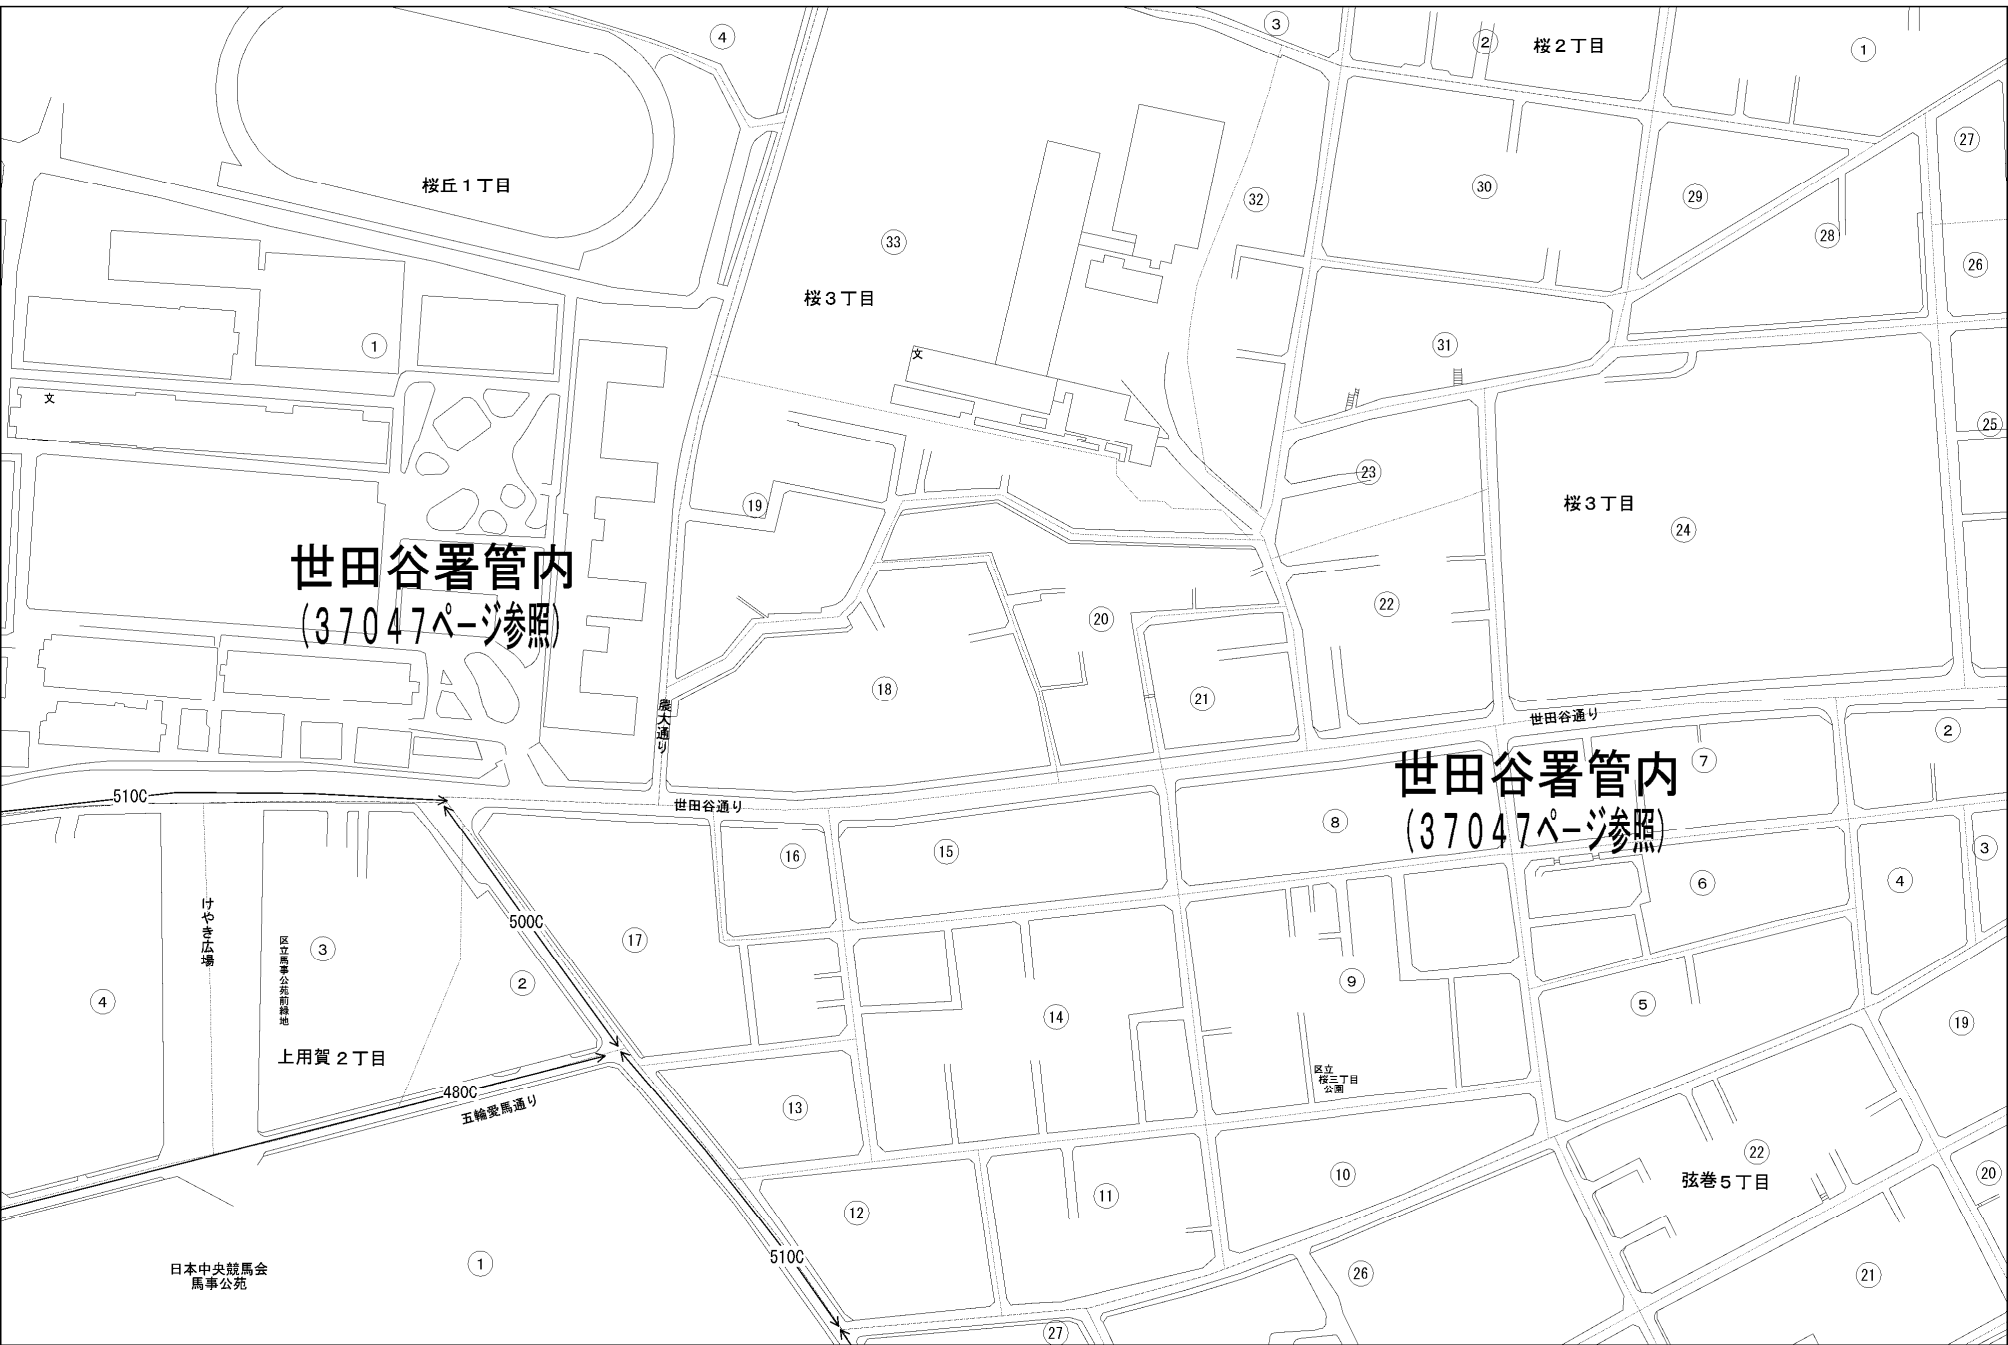 ④
③
②
桜２丁目
①
㉗
桜丘１丁目
㉚
㉙
㉜
㉝
㉘
㉖
桜３丁目
①
㉛
文
文
㉕
㉓
⑲
桜３丁目
㉔
世田谷署管内
(３７０４７ページ参照)
㉒
⑳
⑱
㉑
農大通り
世田谷通り
②
世田谷署管内
(３７０４７ページ参照)
⑦
510C
世田谷通り
⑧
⑯
⑮
③
⑥
④
けやき広場
500C
⑰
区立馬事公苑前緑地
③
②
⑨
④
⑤
⑭
⑲
上用賀２丁目
区立
桜三丁目
公園
480C
五輪愛馬通り
⑬
㉒
弦巻５丁目
⑳
⑩
⑪
⑫
510C
日本中央競馬会
馬事公苑
①
㉖
㉑
㉗